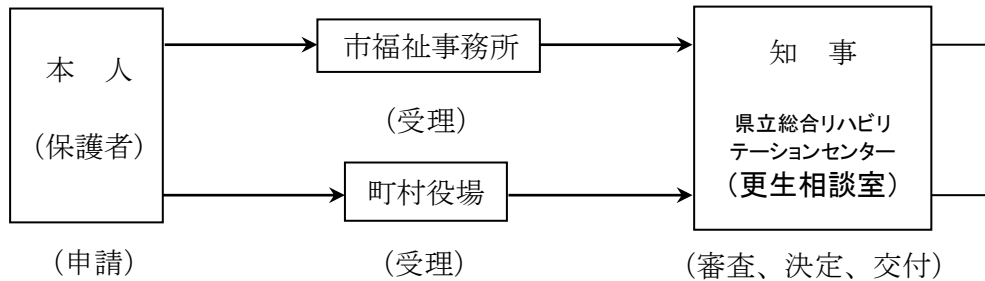 本　人
（保護者）
（申請）
市福祉事務所
（受理）
町村役場
（受理）
知　事
県立総合リハビリ
テーションセンター
（更生相談室）
（審査、決定、交付）